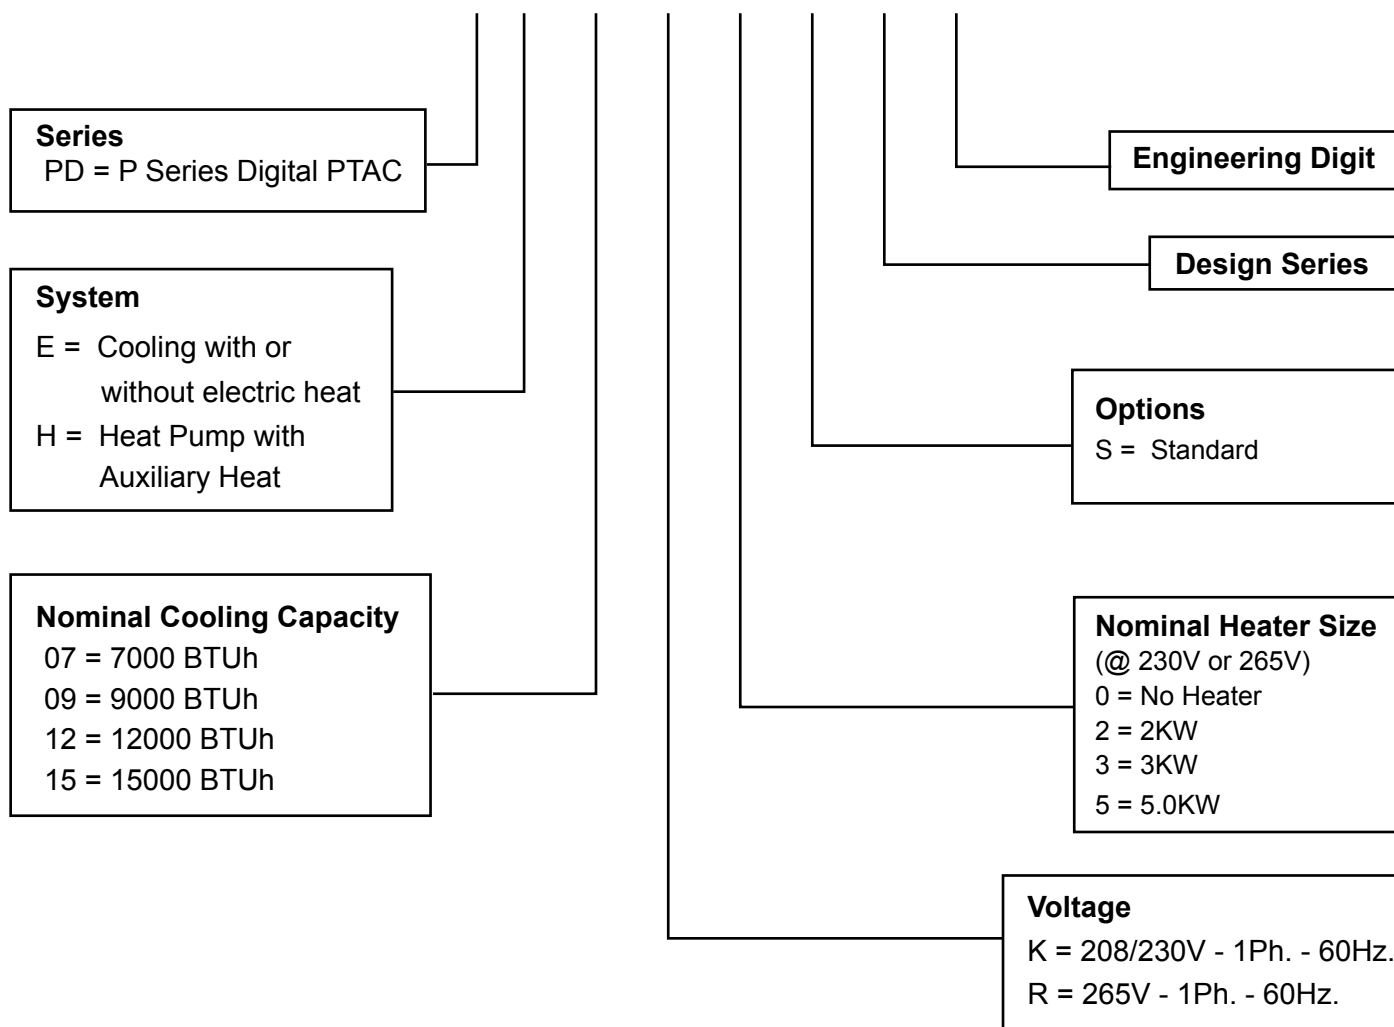 Series
PD = P Series Digital PTAC
System
E = Cooling with or
without electric heat
H = Heat Pump with
Auxiliary Heat
Nominal Cooling Capacity
07 = 7000 BTUh
09 = 9000 BTUh
12 = 12000 BTUh
15 = 15000 BTUh
Engineering Digit
Design Series
Options
S = Standard
Nominal Heater Size
(@ 230V or 265V)
0 = No Heater
2 = 2KW
3 = 3KW
5 = 5.0KW
Voltage
K = 208/230V - 1Ph. - 60Hz.
R = 265V - 1Ph. - 60Hz.